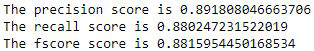 The precision score is 0.891808046663706
The recall score is 0.880247231522019
The fscore score is 0.8815954450168534